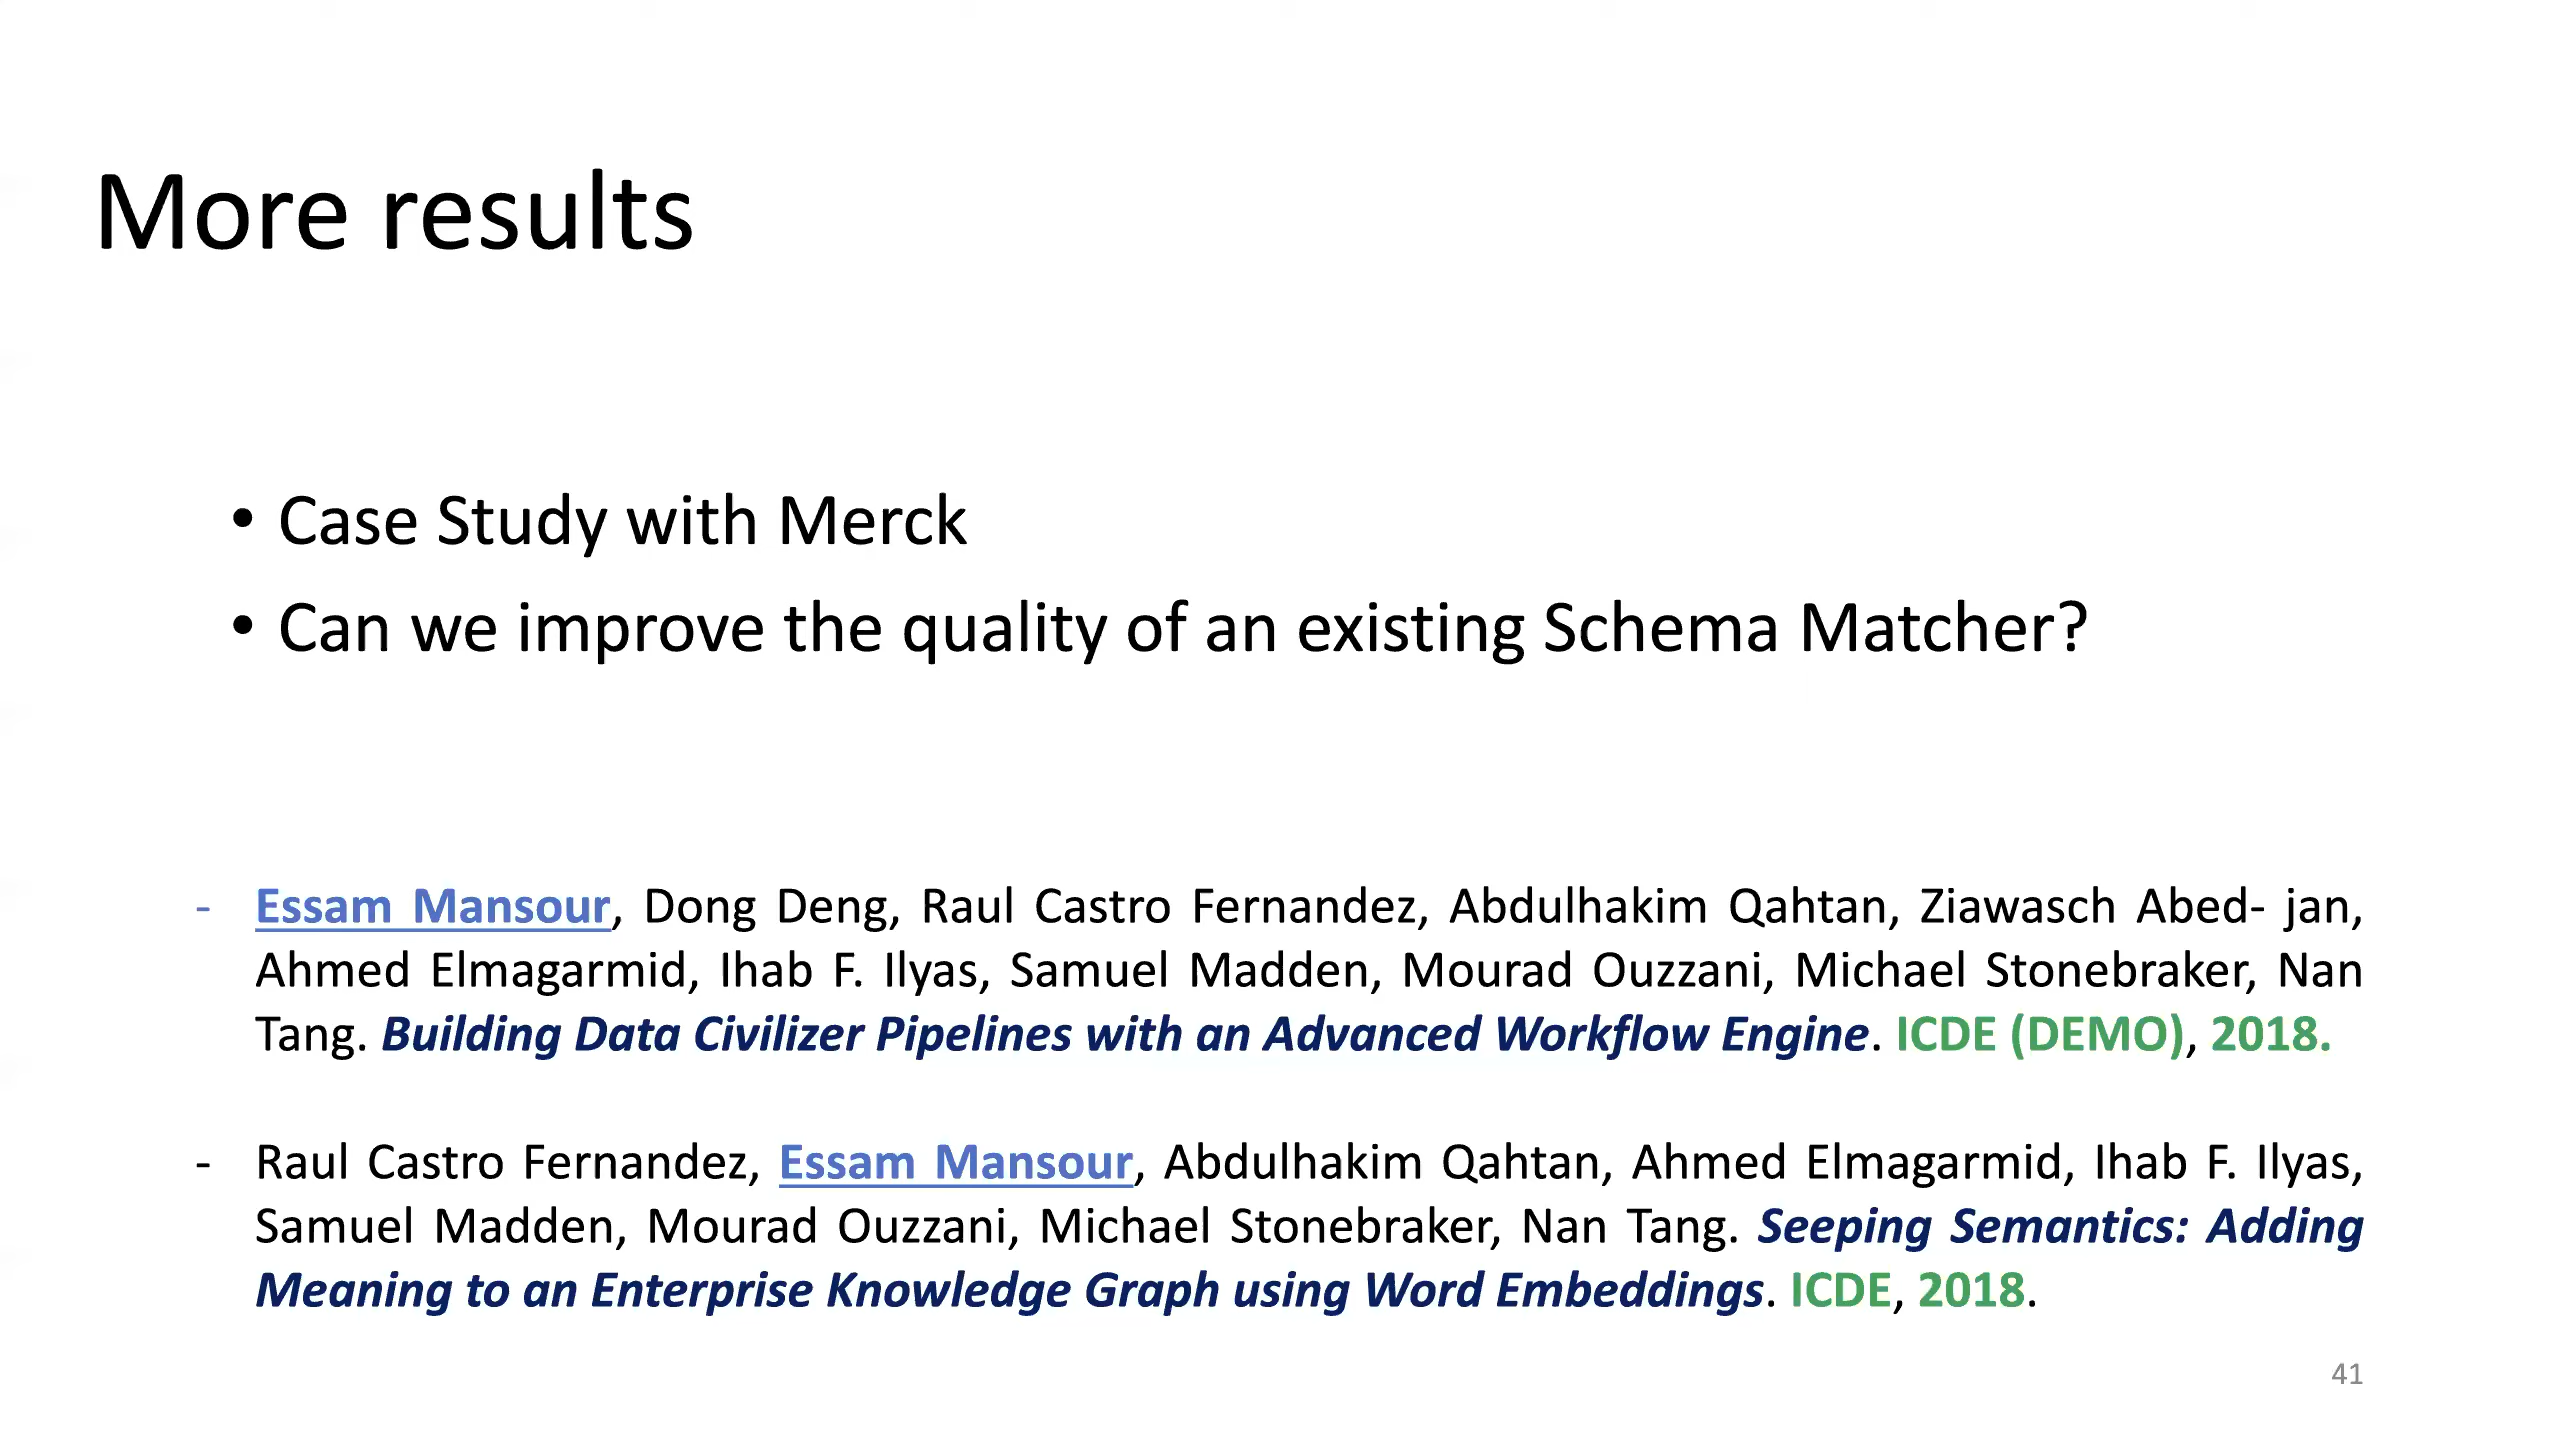 More results
• Case Study with Merck
• Can we improve the quality of an existing Schema Matcher?
- Essam Mansour, Dong Deng, Raul Castro Fernandez, Abdulhakim Qahtan, Ziawasch Abed- jan,
Ahmed Elmagarmid, Ihab F. Ilyas, Samuel Madden, Mourad Ouzzani, Michael Stonebraker, Nan
Tang. Building Data Civilizer Pipelines with an Advanced Workflow Engine. ICDE (DEMO), 2018.
- Raul Castro Fernandez, Essam Mansour, Abdulhakim Qahtan, Ahmed Elmagarmid, Ihab F. Ilyas,
Samuel Madden, Mourad Ouzzani, Michael Stonebraker, Nan Tang. Seeping Semantics: Adding
Meaning to an Enterprise Knowledge Graph using Word Embeddings. ICDE, 2018.
41